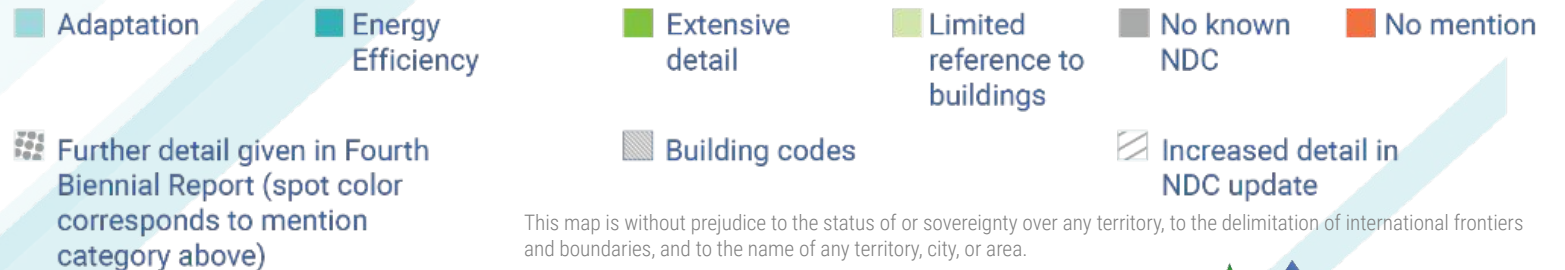 Adaptation
Energy
Efficiency
Extensive
detail
Limited
reference to
buildings
No known
NDC
No mention
Further detail given in Fourth
Biennial Report (spot color
corresponds to mention
category above)
Building codes
Increased detail in
NDC update
This map is without prejudice to the status of or sovereignty over any territory, to the delimitation of international frontiers
and boundaries, and to the name of any territory, city, or area.